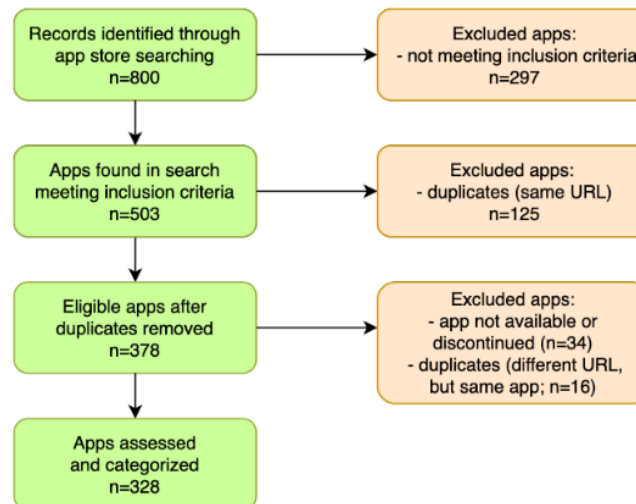 Records identified through
app store searching
n=800
Excluded apps:
- not meeting inclusion criteria
n=297
Apps found in search
meeting inclusion criteria
n=503
Excluded apps:
- duplicates (same URL)
n=125
Eligible apps after
duplicates removed
n=378
Excluded apps:
- app not available or
discontinued (n=34)
- duplicates (different URL,
but same app; n=16)
Apps assessed
and categorized
n=328